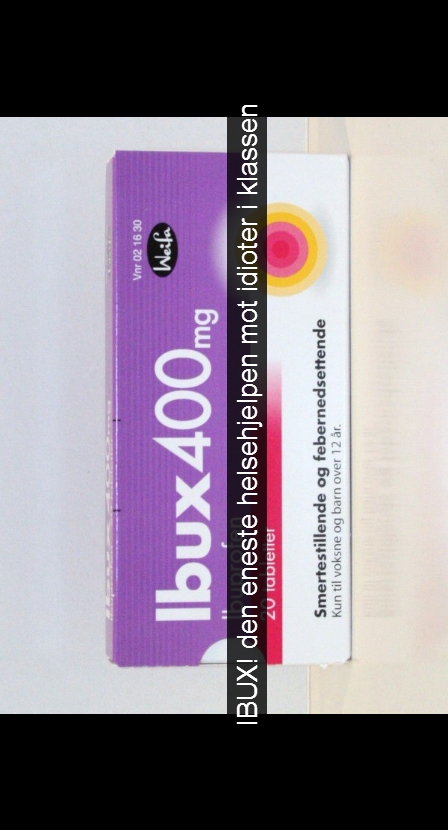 Vnr 02 16 30
Weifa
Ibux400mg
Ibuprofen
20 tabletter
IBUX! den eneste helsehjelpen mot idioter i klassen
Smertestillende og febernedsettende
Kun til voksne og barn over 12 år.